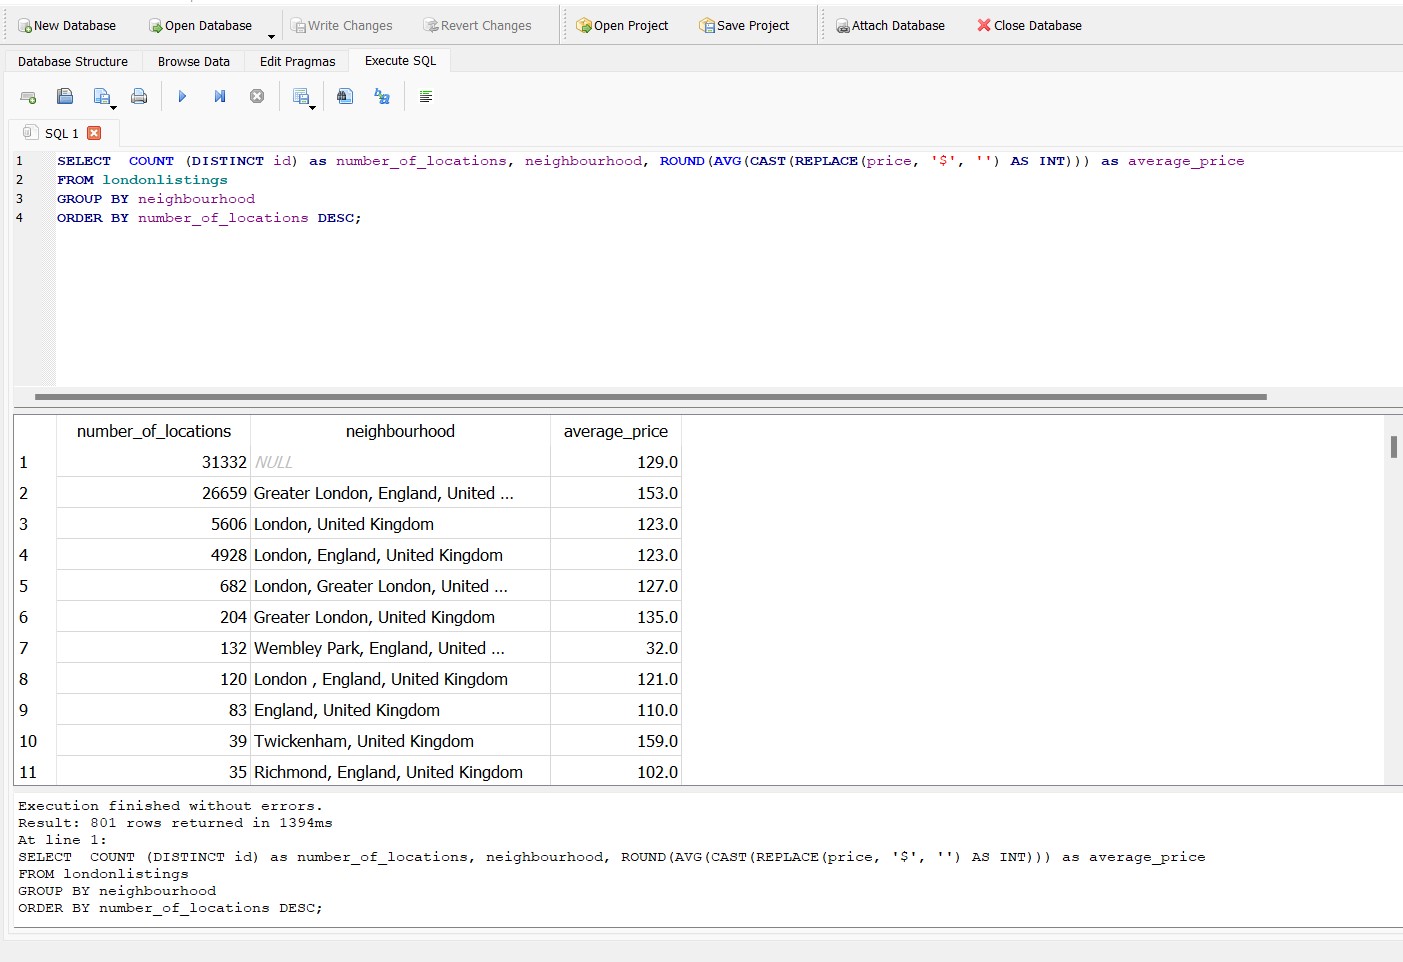 New Database Open Database Write Changes Revert Changes Open Project Save Project Attach Database Close Database
Database Structure Browse Data Edit Pragmas Execute SQL
SQL 1
1 SELECT  COUNT (DISTINCT id) as number_of_locations, neighbourhood, ROUND(AVG(CAST(REPLACE(price, '$', '') AS INT))) as average_price
2 FROM londonlistings
3 GROUP BY neighbourhood
4 ORDER BY number_of_locations DESC;
number_of_locations neighbourhood average_price
1 31332 NULL 129.0
2 26659 Greater London, England, United ... 153.0
3 5606 London, United Kingdom 123.0
4 4928 London, England, United Kingdom 123.0
5 682 London, Greater London, United ... 127.0
6 204 Greater London, United Kingdom 135.0
7 132 Wembley Park, England, United ... 32.0
8 120 London , England, United Kingdom 121.0
9 83 England, United Kingdom 110.0
10 39 Twickenham, United Kingdom 159.0
11 35 Richmond, England, United Kingdom 102.0
Execution finished without errors.
Result: 801 rows returned in 1394ms
At line 1:
SELECT  COUNT (DISTINCT id) as number_of_locations, neighbourhood, ROUND(AVG(CAST(REPLACE(price, '$', '') AS INT))) as average_price
FROM londonlistings
GROUP BY neighbourhood
ORDER BY number_of_locations DESC;